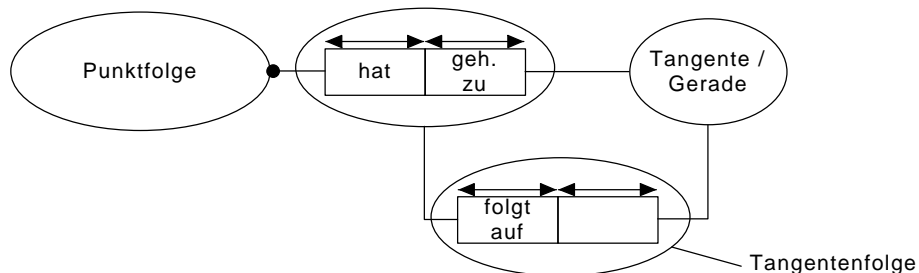 Punktfolge
hat
geh.
zu
Tangente /
Gerade
folgt
auf
Tangentenfolge